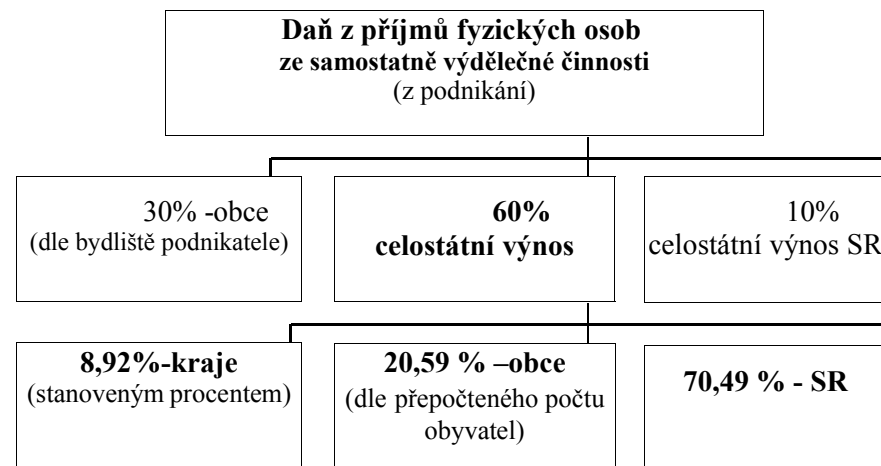 Daň z příjmů fyzických osob
ze samostatně výdělečné činnosti
(z podnikání)
30% -obce
(dle bydliště podnikatele)
60%
celostátní výnos
10%
celostátní výnos SR
8,92%-kraje
(stanoveným procentem)
20,59 % –obce
(dle přepočteného počtu
obyvatel)
70,49 % - SR